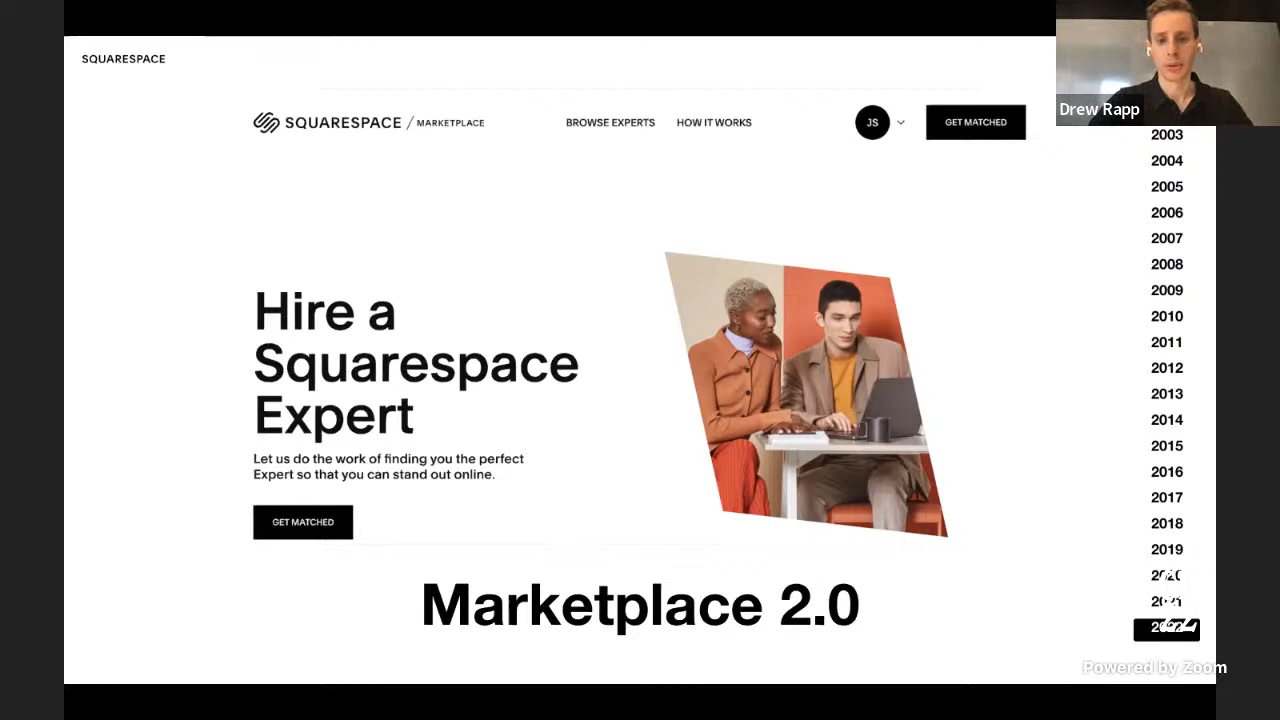 SQUARESPACE
Drew Rapp
SQUARESPACE / MARKETPLACE
BROWSE EXPERTS
HOW IT WORKS
JS
GET MATCHED
Hire a
Squarespace
Expert
Let us do the work of finding you the perfect
Expert so that you can stand out online.
GET MATCHED
Marketplace 2.0
2003
2004
2005
2006
2007
2008
2009
2010
2011
2012
2013
2014
2015
2016
2017
2018
2019
2020
2021
2022
Powered by Zoom